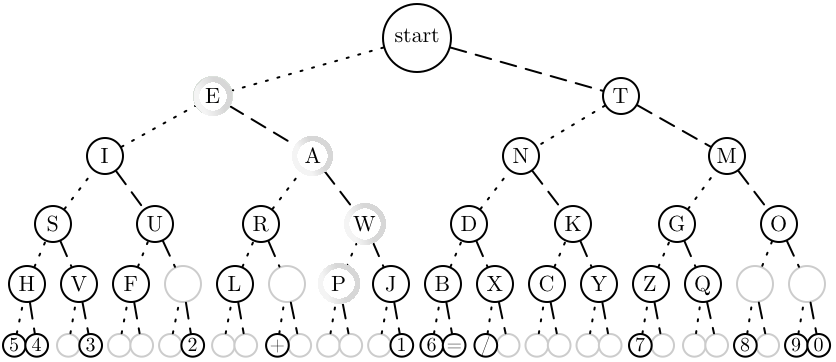 start
E T
I A N M
S U R W D K G O
H V F L P J B X C Y Z Q
5 4 3 2 + 1 6 = / 7 8 9 0